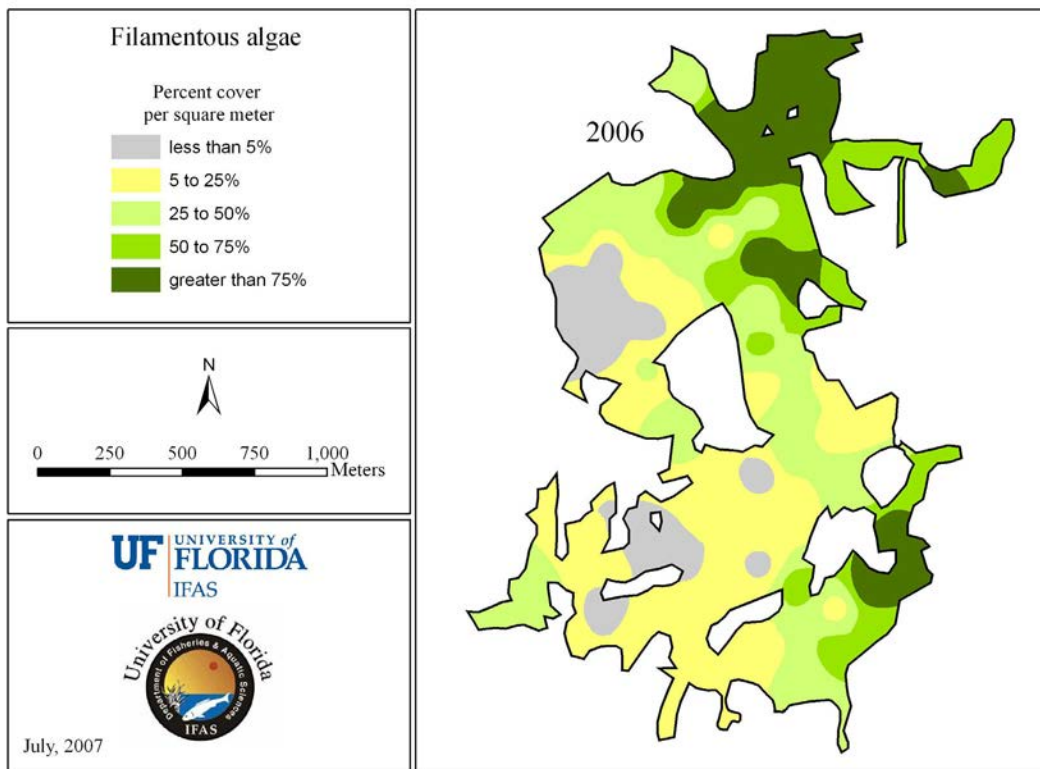 Filamentous algae
Percent cover
per square meter
less than 5%
5 to 25%
25 to 50%
50 to 75%
greater than 75%
N
0 250 500 750 1,000
Meters
UF UNIVERSITY of
FLORIDA
IFAS
University of Florida
Department of Fisheries & Aquatic Sciences
IFAS
July, 2007
2006